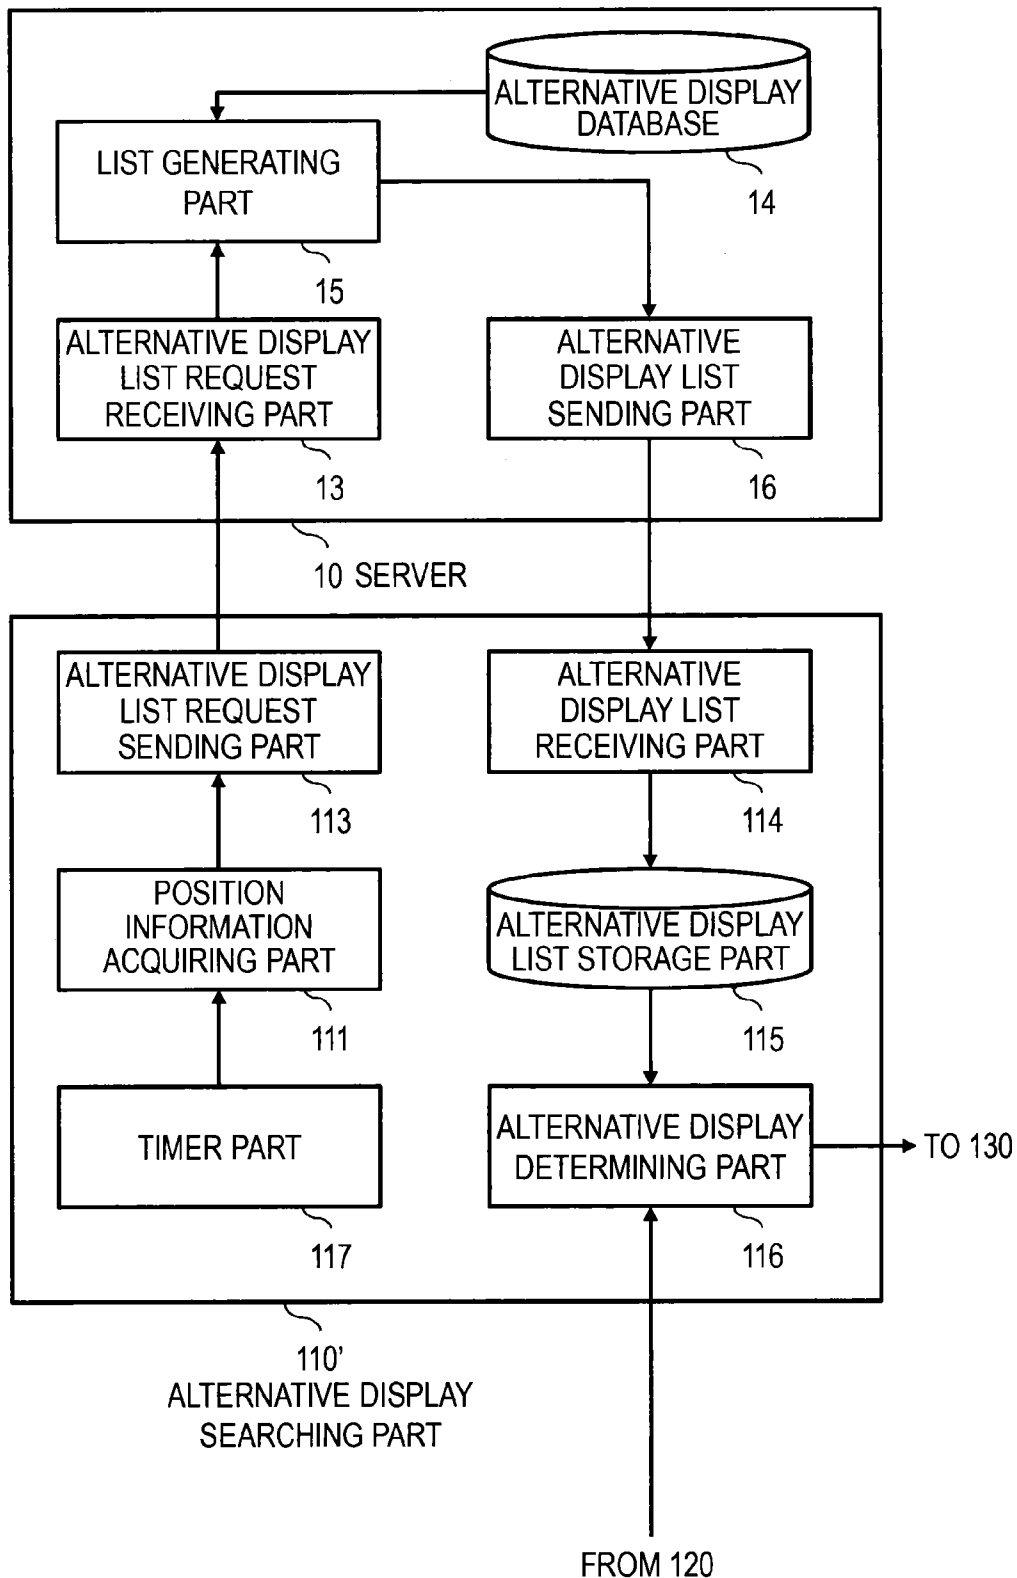 ALTERNATIVE DISPLAY
DATABASE
14
LIST GENERATING
PART
15
ALTERNATIVE DISPLAY
LIST REQUEST
RECEIVING PART
13
ALTERNATIVE
DISPLAY LIST
SENDING PART
16
10 SERVER
ALTERNATIVE DISPLAY
LIST REQUEST
SENDING PART
113
ALTERNATIVE
DISPLAY LIST
RECEIVING PART
114
POSITION
INFORMATION
ACQUIRING PART
111
ALTERNATIVE DISPLAY
LIST STORAGE PART
115
TIMER PART
117
ALTERNATIVE DISPLAY
DETERMINING PART
116
TO 130
110'
ALTERNATIVE DISPLAY
SEARCHING PART
FROM 120